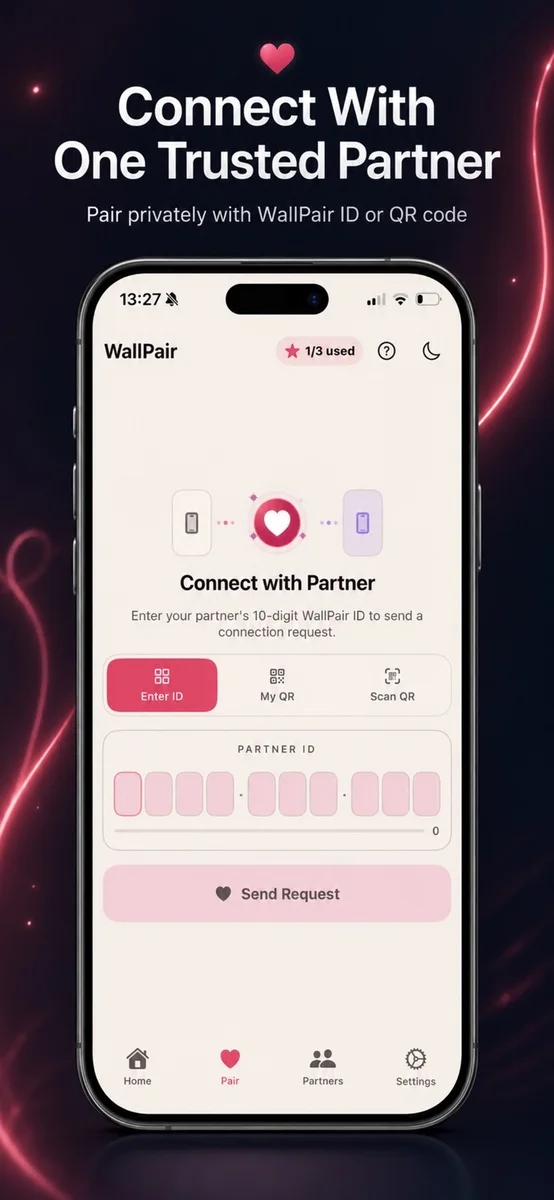 Connect With
One Trusted Partner
Pair privately with WallPair ID or QR code
13:27
WallPair
1/3 used
?
Connect with Partner
Enter your partner's 10-digit WallPair ID to send a
connection request.
Enter ID
My QR
Scan QR
PARTNER ID
0
Send Request
Home
Pair
Partners
Settings